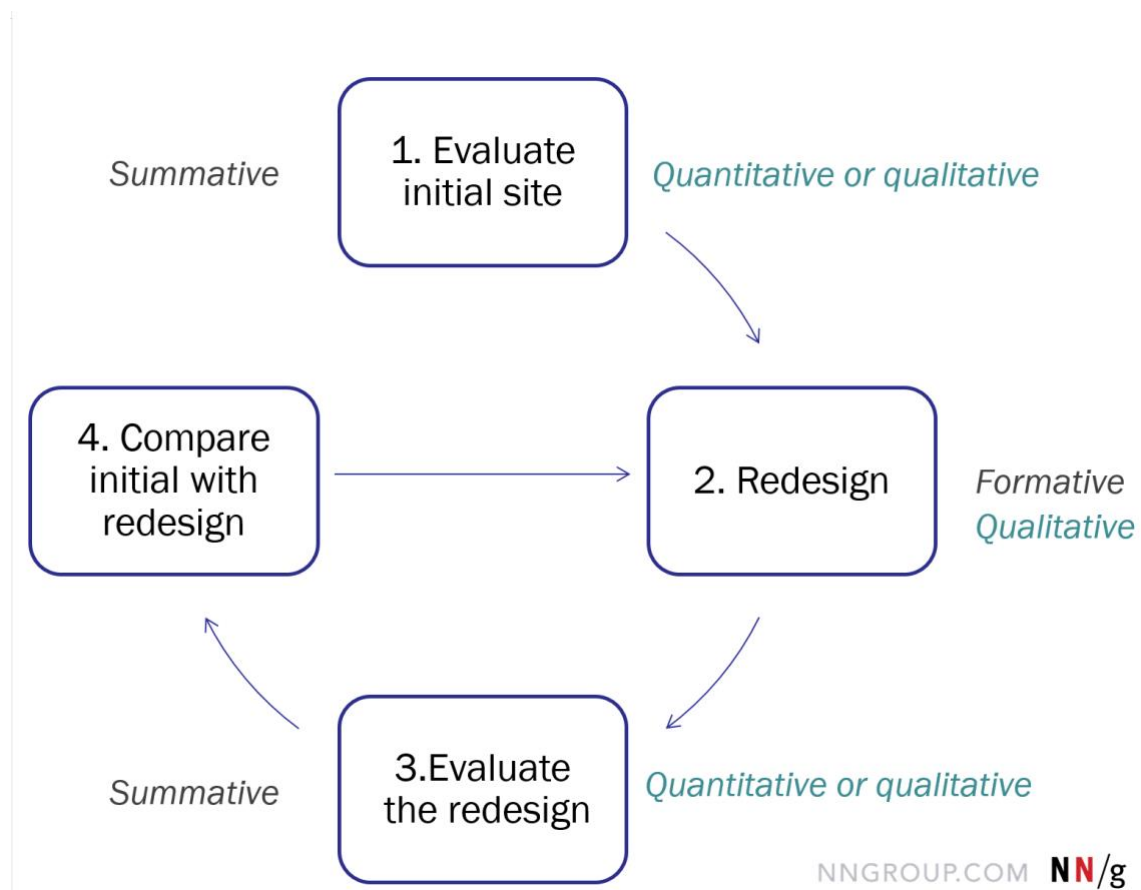 Summative
1. Evaluate
initial site
Quantitative or qualitative
4. Compare
initial with
redesign
2. Redesign
Formative
Qualitative
Summative
3.Evaluate
the redesign
Quantitative or qualitative
NNGROUP.COM NN/g